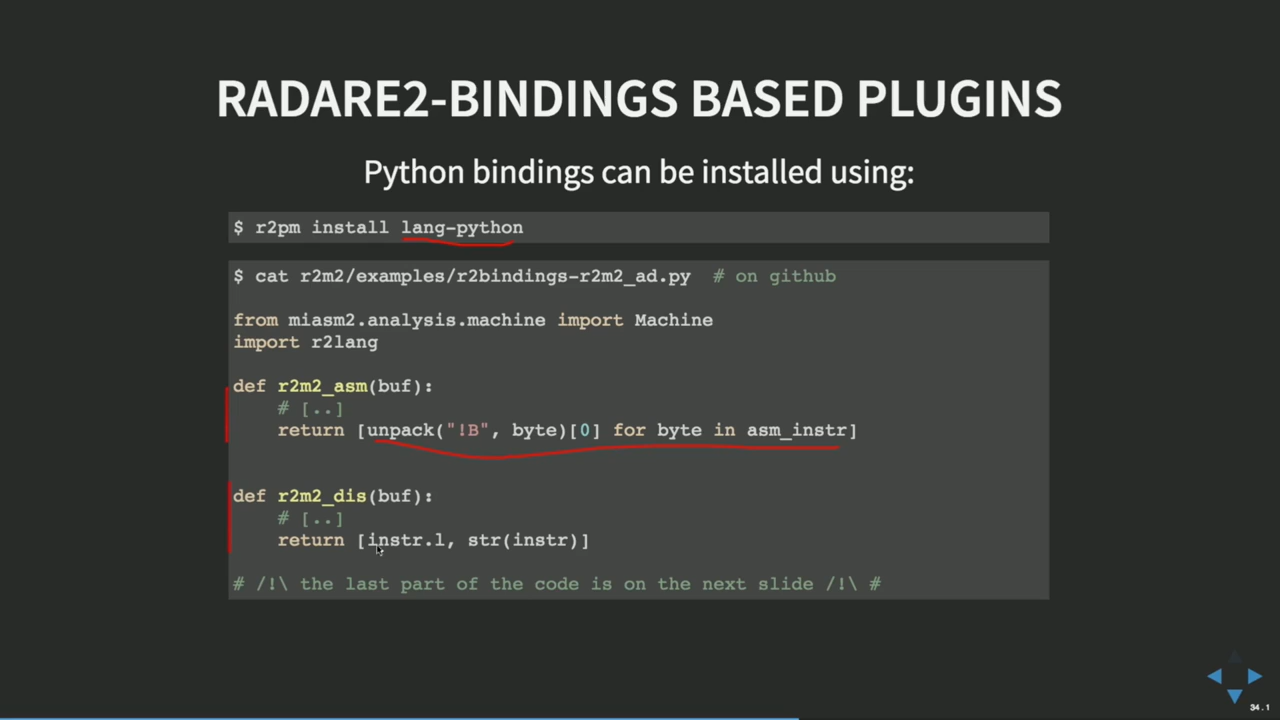 RADARE2-BINDINGS BASED PLUGINS
Python bindings can be installed using:
$ r2pm install lang-python
$ cat r2m2/examples/r2bindings-r2m2_ad.py  # on github
from miasm2.analysis.machine import Machine
import r2lang
def r2m2_asm(buf):
    # [..]
    return [unpack("!B", byte)[0] for byte in asm_instr]
def r2m2_dis(buf):
    # [..]
    return [instr.l, str(instr)]
# /!\ the last part of the code is on the next slide /!\ #
34.1